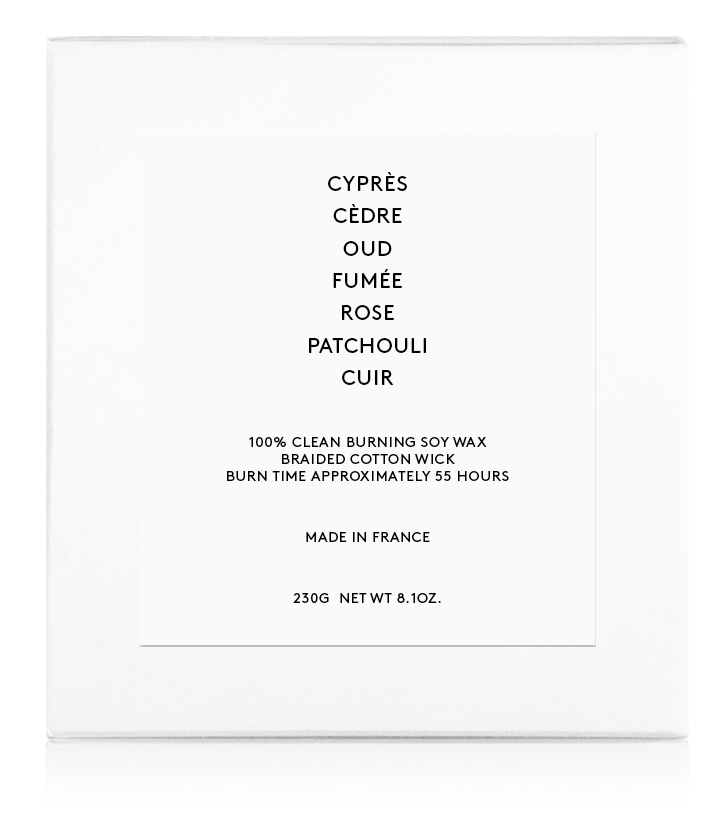 CYPRÈS
CÈDRE
OUD
FUMÉE
ROSE
PATCHOULI
CUIR
100% CLEAN BURNING SOY WAX
BRAIDED COTTON WICK
BURN TIME APPROXIMATELY 55 HOURS
MADE IN FRANCE
230G NET WT 8.1OZ.